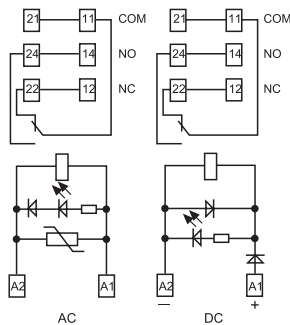 21 11 COM 21 11 COM
24 14 NO 24 14 NO
22 12 NC 22 12 NC
A2 A1 A2 A1
− +
AC DC